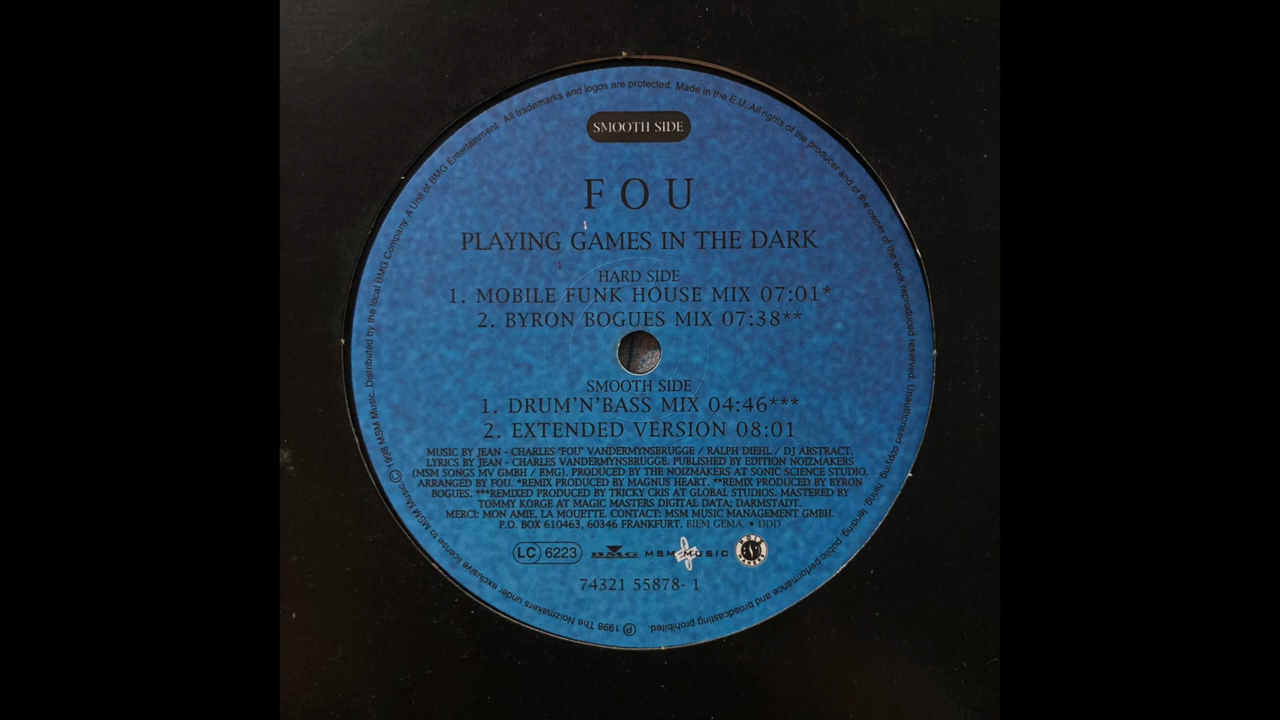 SMOOTH SIDE
FOU
PLAYING GAMES IN THE DARK
HARD SIDE
1. MOBILE FUNK HOUSE MIX 07:01*
2. BYRON BOGUES MIX 07:38**
SMOOTH SIDE
1. DRUM'N'BASS MIX 04:46***
2. EXTENDED VERSION 08:01
MUSIC BY JEAN - CHARLES 'FOU' VANDERMYNSBRUGGE / RALPH DIEHL / DJ ABSTRACT.
LYRICS BY JEAN - CHARLES VANDERMYNSBRUGGE. PUBLISHED BY EDITION NOIZMAKERS
(MSM SONGS MV GMBH / BMG). PRODUCED BY THE NOIZMAKERS AT SONIC SCIENCE STUDIO.
ARRANGED BY FOU. *REMIX PRODUCED BY MAGNUS HEART. **REMIX PRODUCED BY BYRON
BOGUES. ***REMIXED PRODUCED BY TRICKY CRIS AT GLOBAL STUDIOS. MASTERED BY
TOMMY KORGE AT MAGIC MASTERS DIGITAL DATA; DARMSTADT.
MERCI: MON AMIE, LA MOUETTE. CONTACT: MSM MUSIC MANAGEMENT GMBH.
P.O. BOX 610463, 60346 FRANKFURT. BIEM GEMA. • DDD
LC 6223 BMG MSM MUSIC
74321 55878- 1
℗ 1998 The Noizmakers under exclusive license to MSM Music © 1998 MSM Music. Distributed by the local BMG Company. A Unit of BMG Entertainment. All trademarks and logos are protected. Made in the E.U. All rights of the producer and of the owner of the work reproduced reserved. Unauthorised copying, hiring, lending, public performance and broadcasting prohibited.